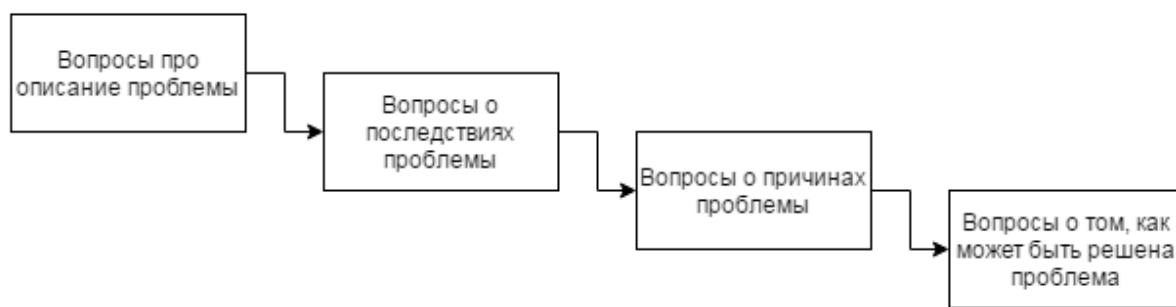 Вопросы про
описание проблемы
Вопросы о
последствиях
проблемы
Вопросы о причинах
проблемы
Вопросы о том, как
может быть решена
проблема